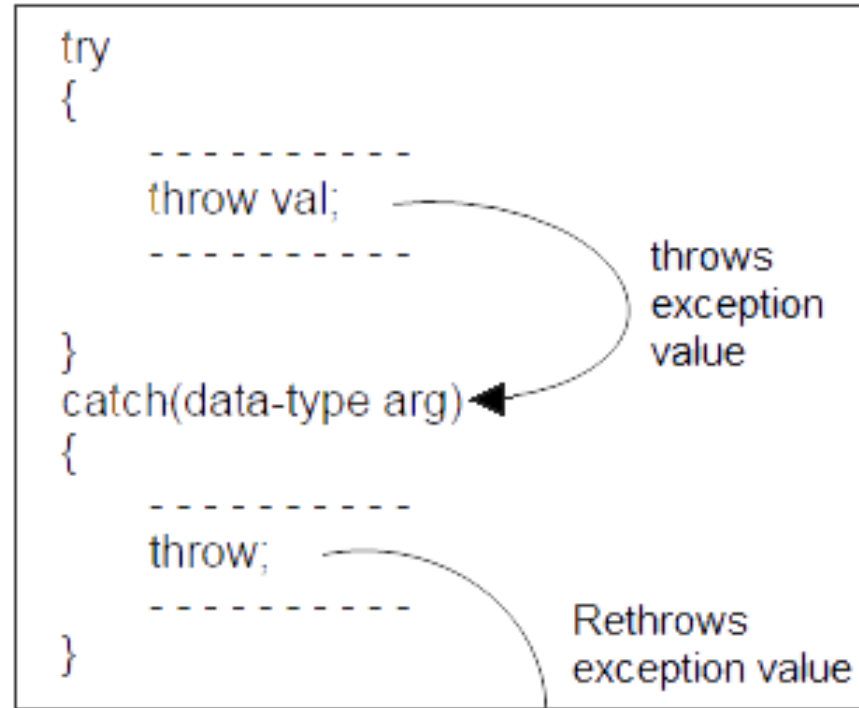 try
{
- - - - - - - - - -
throw val;
- - - - - - - - - -
throws
exception
value
}
catch(data-type arg)
{
- - - - - - - - - -
throw;
- - - - - - - - - -
Rethrows
exception value
}